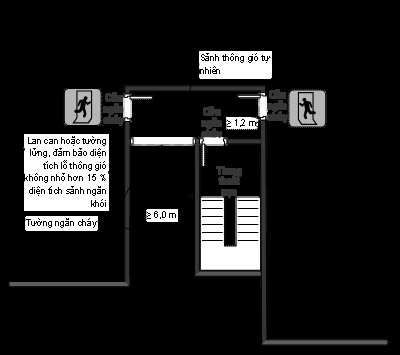 Sảnh thông gió tự
nhiên
Cửa
ngăn
cháy
Cửa
ngăn
cháy
Cửa
ngăn
cháy
≥ 1,2 m
Lan can hoặc tường
lửng, đảm bảo diện
tích lỗ thông gió
không nhỏ hơn 15 %
diện tích sảnh ngăn
khói
Thang
Tường ngăn cháy
≥ 6,0 m